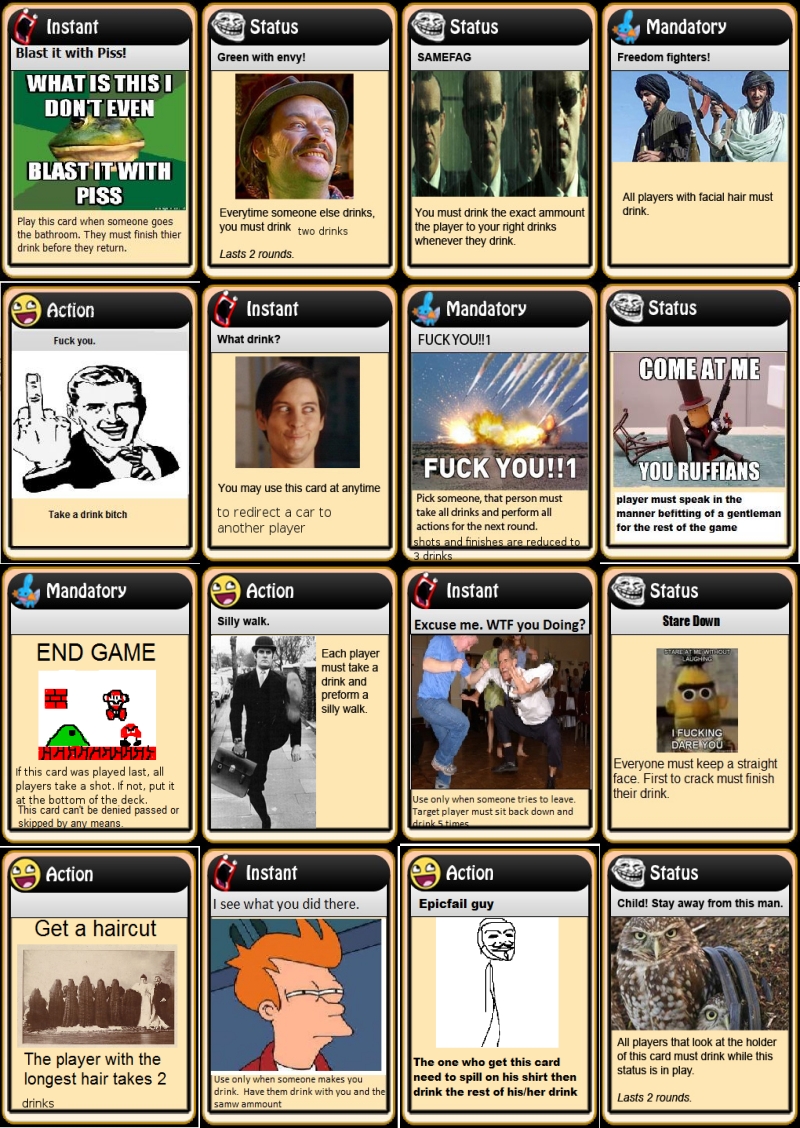 Instant
Blast it with Piss!
WHAT IS THIS I
DON'T EVEN
BLAST IT WITH
PISS
Play this card when someone goes
the bathroom. They must finish thier
drink before they return.
Status
Green with envy!
Everytime someone else drinks,
you must drink two drinks
Lasts 2 rounds.
Status
SAMEFAG
You must drink the exact ammount
the player to your right drinks
whenever they drink.
Mandatory
Freedom fighters!
All players with facial hair must
drink.
Action
Fuck you.
Take a drink bitch
Instant
What drink?
You may use this card at anytime
to redirect a car to
another player
Mandatory
FUCK YOU!!1
FUCK YOU!!1
Pick someone, that person must
take all drinks and perform all
actions for the next round.
shots and finishes are reduced to
3 drinks
Status
COME AT ME
YOU RUFFIANS
player must speak in the
manner befitting of a gentleman
for the rest of the game
Mandatory
END GAME
If this card was played last, all
players take a shot. If not, put it
at the bottom of the deck.
This card can't be denied passed or
skipped by any means.
Action
Silly walk.
Each player
must take a
drink and
preform a
silly walk.
Instant
Excuse me. WTF you Doing?
Use only when someone tries to leave.
Target player must sit back down and
drink 5 times
Status
Stare Down
STARE AT ME WITHOUT
LAUGHING
I FUCKING
DARE YOU
Everyone must keep a straight
face. First to crack must finish
their drink.
Action
Get a haircut
The player with the
longest hair takes 2
drinks
Instant
I see what you did there.
Use only when someone makes you
drink. Have them drink with you and the
samw ammount
Action
Epicfail guy
The one who get this card
need to spill on his shirt then
drink the rest of his/her drink
Status
Child! Stay away from this man.
All players that look at the holder
of this card must drink while this
status is in play.
Lasts 2 rounds.